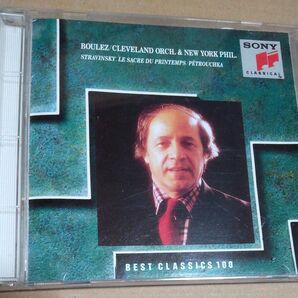 BOULEZ/CLEVELAND ORCH. & NEW YORK PHIL.
STRAVINSKY: LE SACRE DU PRINTEMPS·PÉTROUCHKA
SONY
CLASSICAL
BEST CLASSICS 100